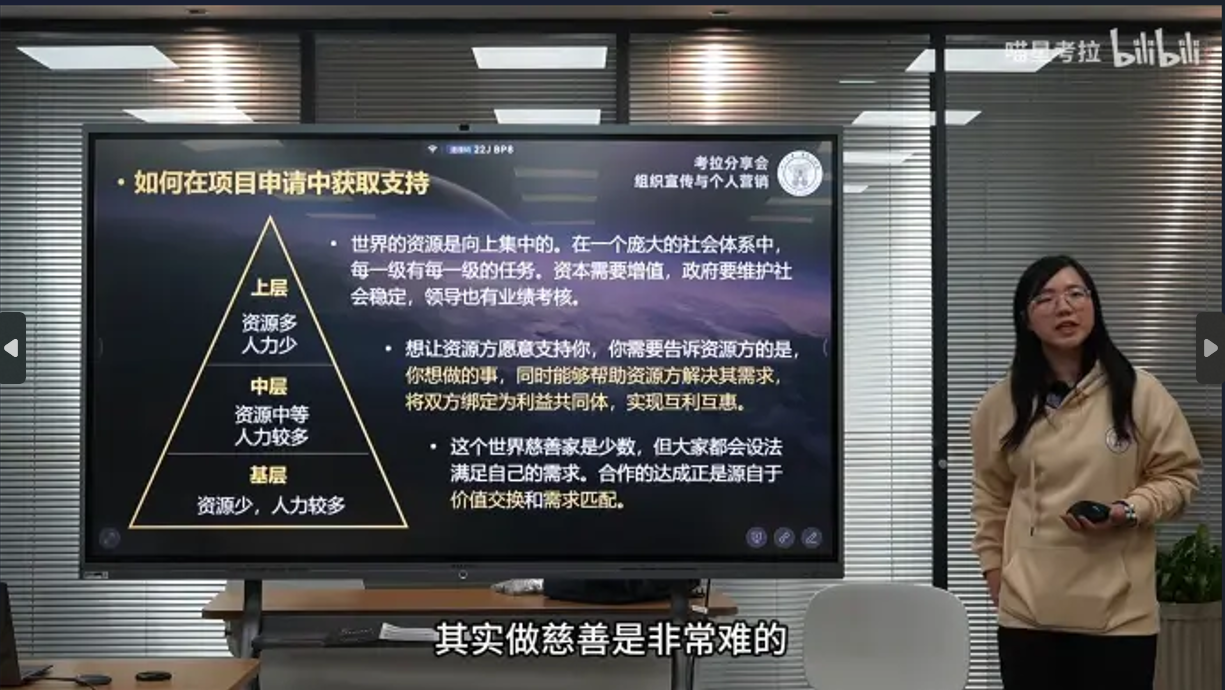 喵星考拉 bilibili
22J BP8
考拉分享会
组织宣传与个人营销
• 如何在项目申请中获取支持
上层
资源多
人力少
中层
资源中等
人力较多
基层
资源少，人力较多
• 世界的资源是向上集中的。在一个庞大的社会体系中，
每一级有每一级的任务。资本需要增值，政府要维护社
会稳定，领导也有业绩考核。
• 想让资源方愿意支持你，你需要告诉资源方的是，
你想做的事，同时能够帮助资源方解决其需求，
将双方绑定为利益共同体，实现互利互惠。
• 这个世界慈善家是少数，但大家都会设法
满足自己的需求。合作的达成正是源自于
价值交换和需求匹配。
其实做慈善是非常难的